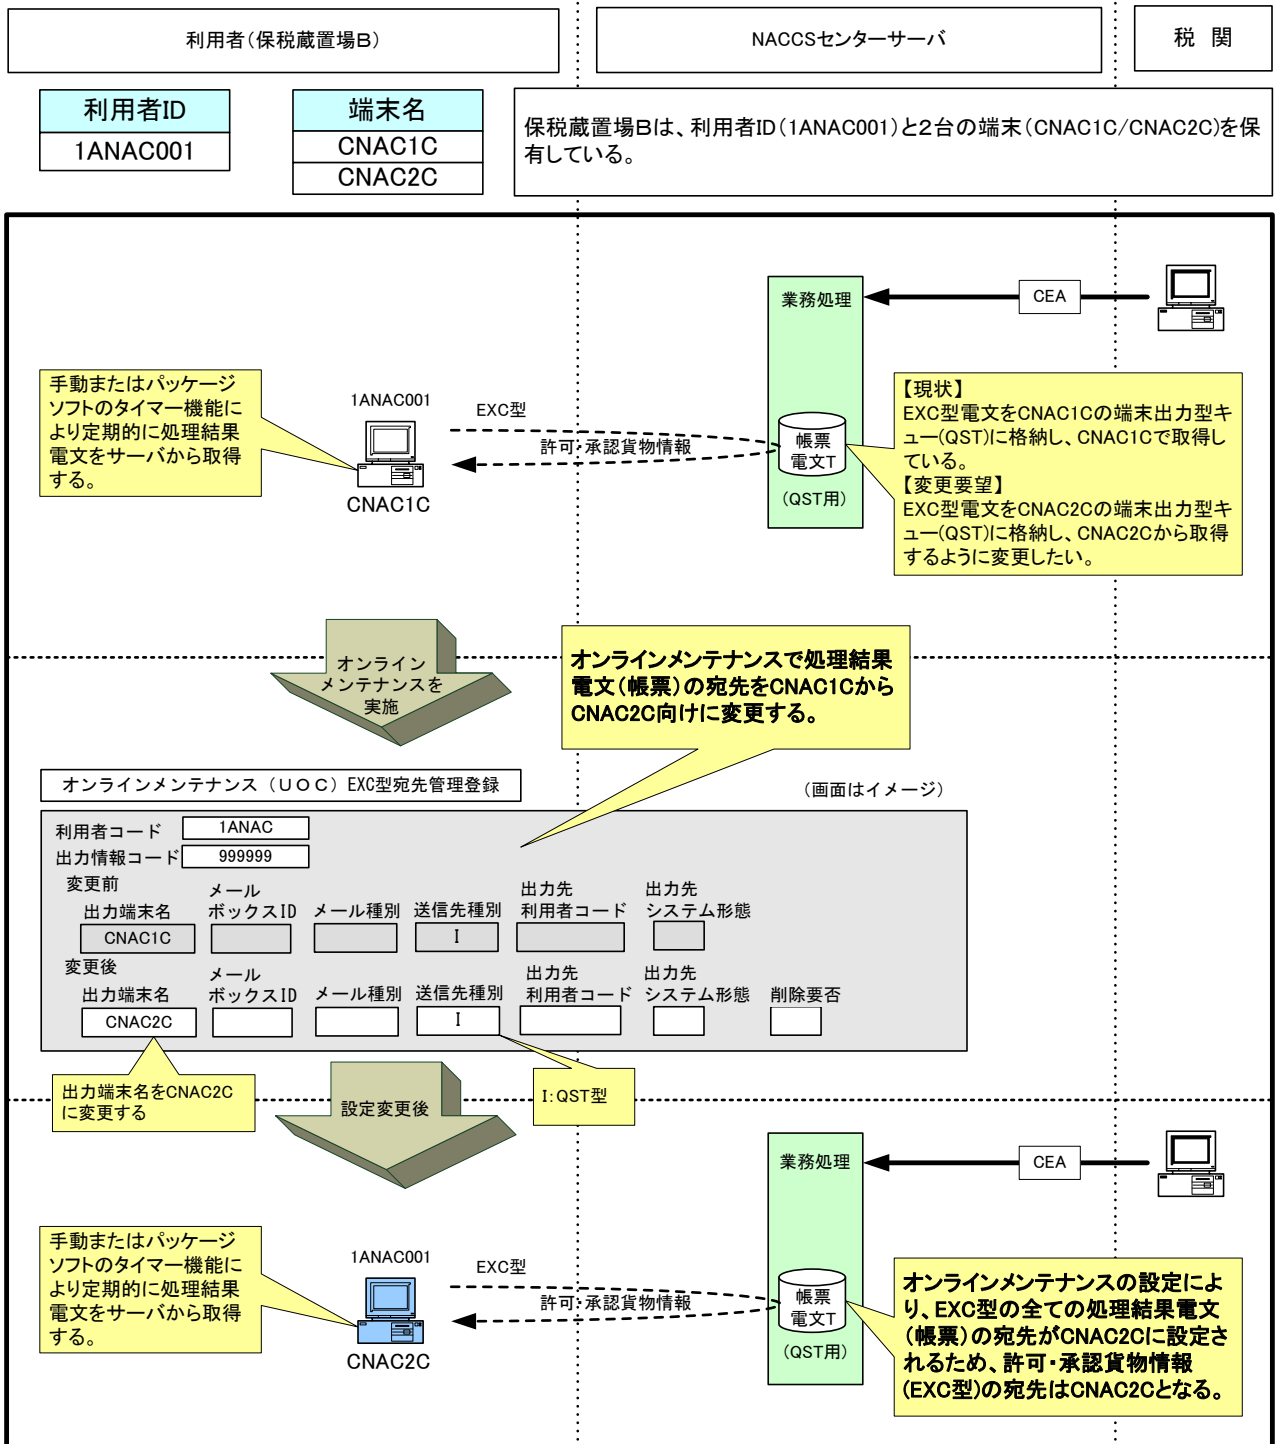 利用者(保税蔵置場B)
NACCSセンターサーバ
税 関
利用者ID
1ANAC001
端末名
CNAC1C
CNAC2C
保税蔵置場Bは、利用者ID(1ANAC001)と2台の端末(CNAC1C/CNAC2C)を保
有している。
業務処理
CEA
手動またはパッケージ
ソフトのタイマー機能に
より定期的に処理結果
電文をサーバから取得
する。
1ANAC001
CNAC1C
EXC型
許可・承認貨物情報
帳票
電文T
(QST用)
【現状】
EXC型電文をCNAC1Cの端末出力型キ
ュー(QST)に格納し、CNAC1Cで取得し
ている。
【変更要望】
EXC型電文をCNAC2Cの端末出力型キ
ュー(QST)に格納し、CNAC2Cから取得
するように変更したい。
オンライン
メンテナンスを
実施
オンラインメンテナンスで処理結果
電文(帳票)の宛先をCNAC1Cから
CNAC2C向けに変更する。
オンラインメンテナンス(UOC)EXC型宛先管理登録
(画面はイメージ)
利用者コード 1ANAC
出力情報コード 999999
変更前
出力端末名 メール
ボックスID メール種別 送信先種別 出力先
利用者コード 出力先
システム形態
CNAC1C I
変更後
出力端末名 メール
ボックスID メール種別 送信先種別 出力先
利用者コード 出力先
システム形態 削除要否
CNAC2C I
出力端末名をCNAC2C
に変更する
設定変更後
I:QST型
業務処理
CEA
手動またはパッケージ
ソフトのタイマー機能に
より定期的に処理結果
電文をサーバから取得
する。
1ANAC001
CNAC2C
EXC型
許可・承認貨物情報
帳票
電文T
(QST用)
オンラインメンテナンスの設定によ
り、EXC型の全ての処理結果電文
(帳票)の宛先がCNAC2Cに設定さ
れるため、許可・承認貨物情報
(EXC型)の宛先はCNAC2Cとなる。